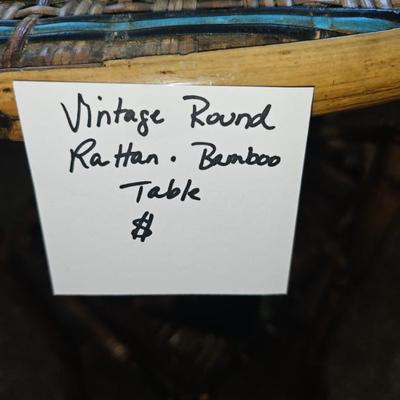 Vintage Round
Rattan. Bamboo
Table
$